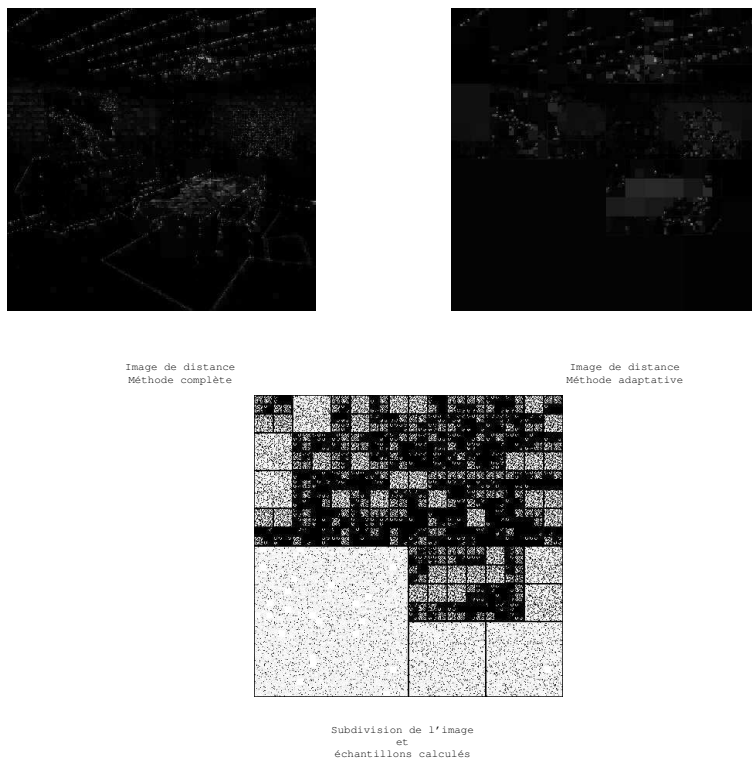 Image de distance
Méthode complète
Image de distance
Méthode adaptative
Subdivision de l'image
et
échantillons calculés